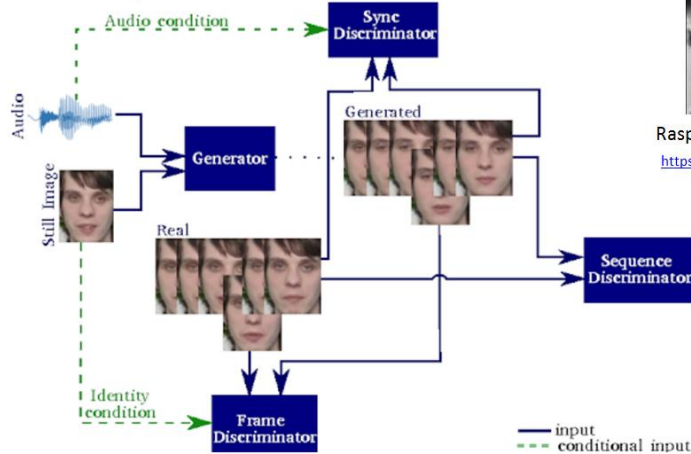 Audio condition
Sync
Discriminator
Audio
Generated
Generator
Still Image
Real
Sequence
Discriminator
Identity
condition
Frame
Discriminator
input
conditional input
Rasp
https